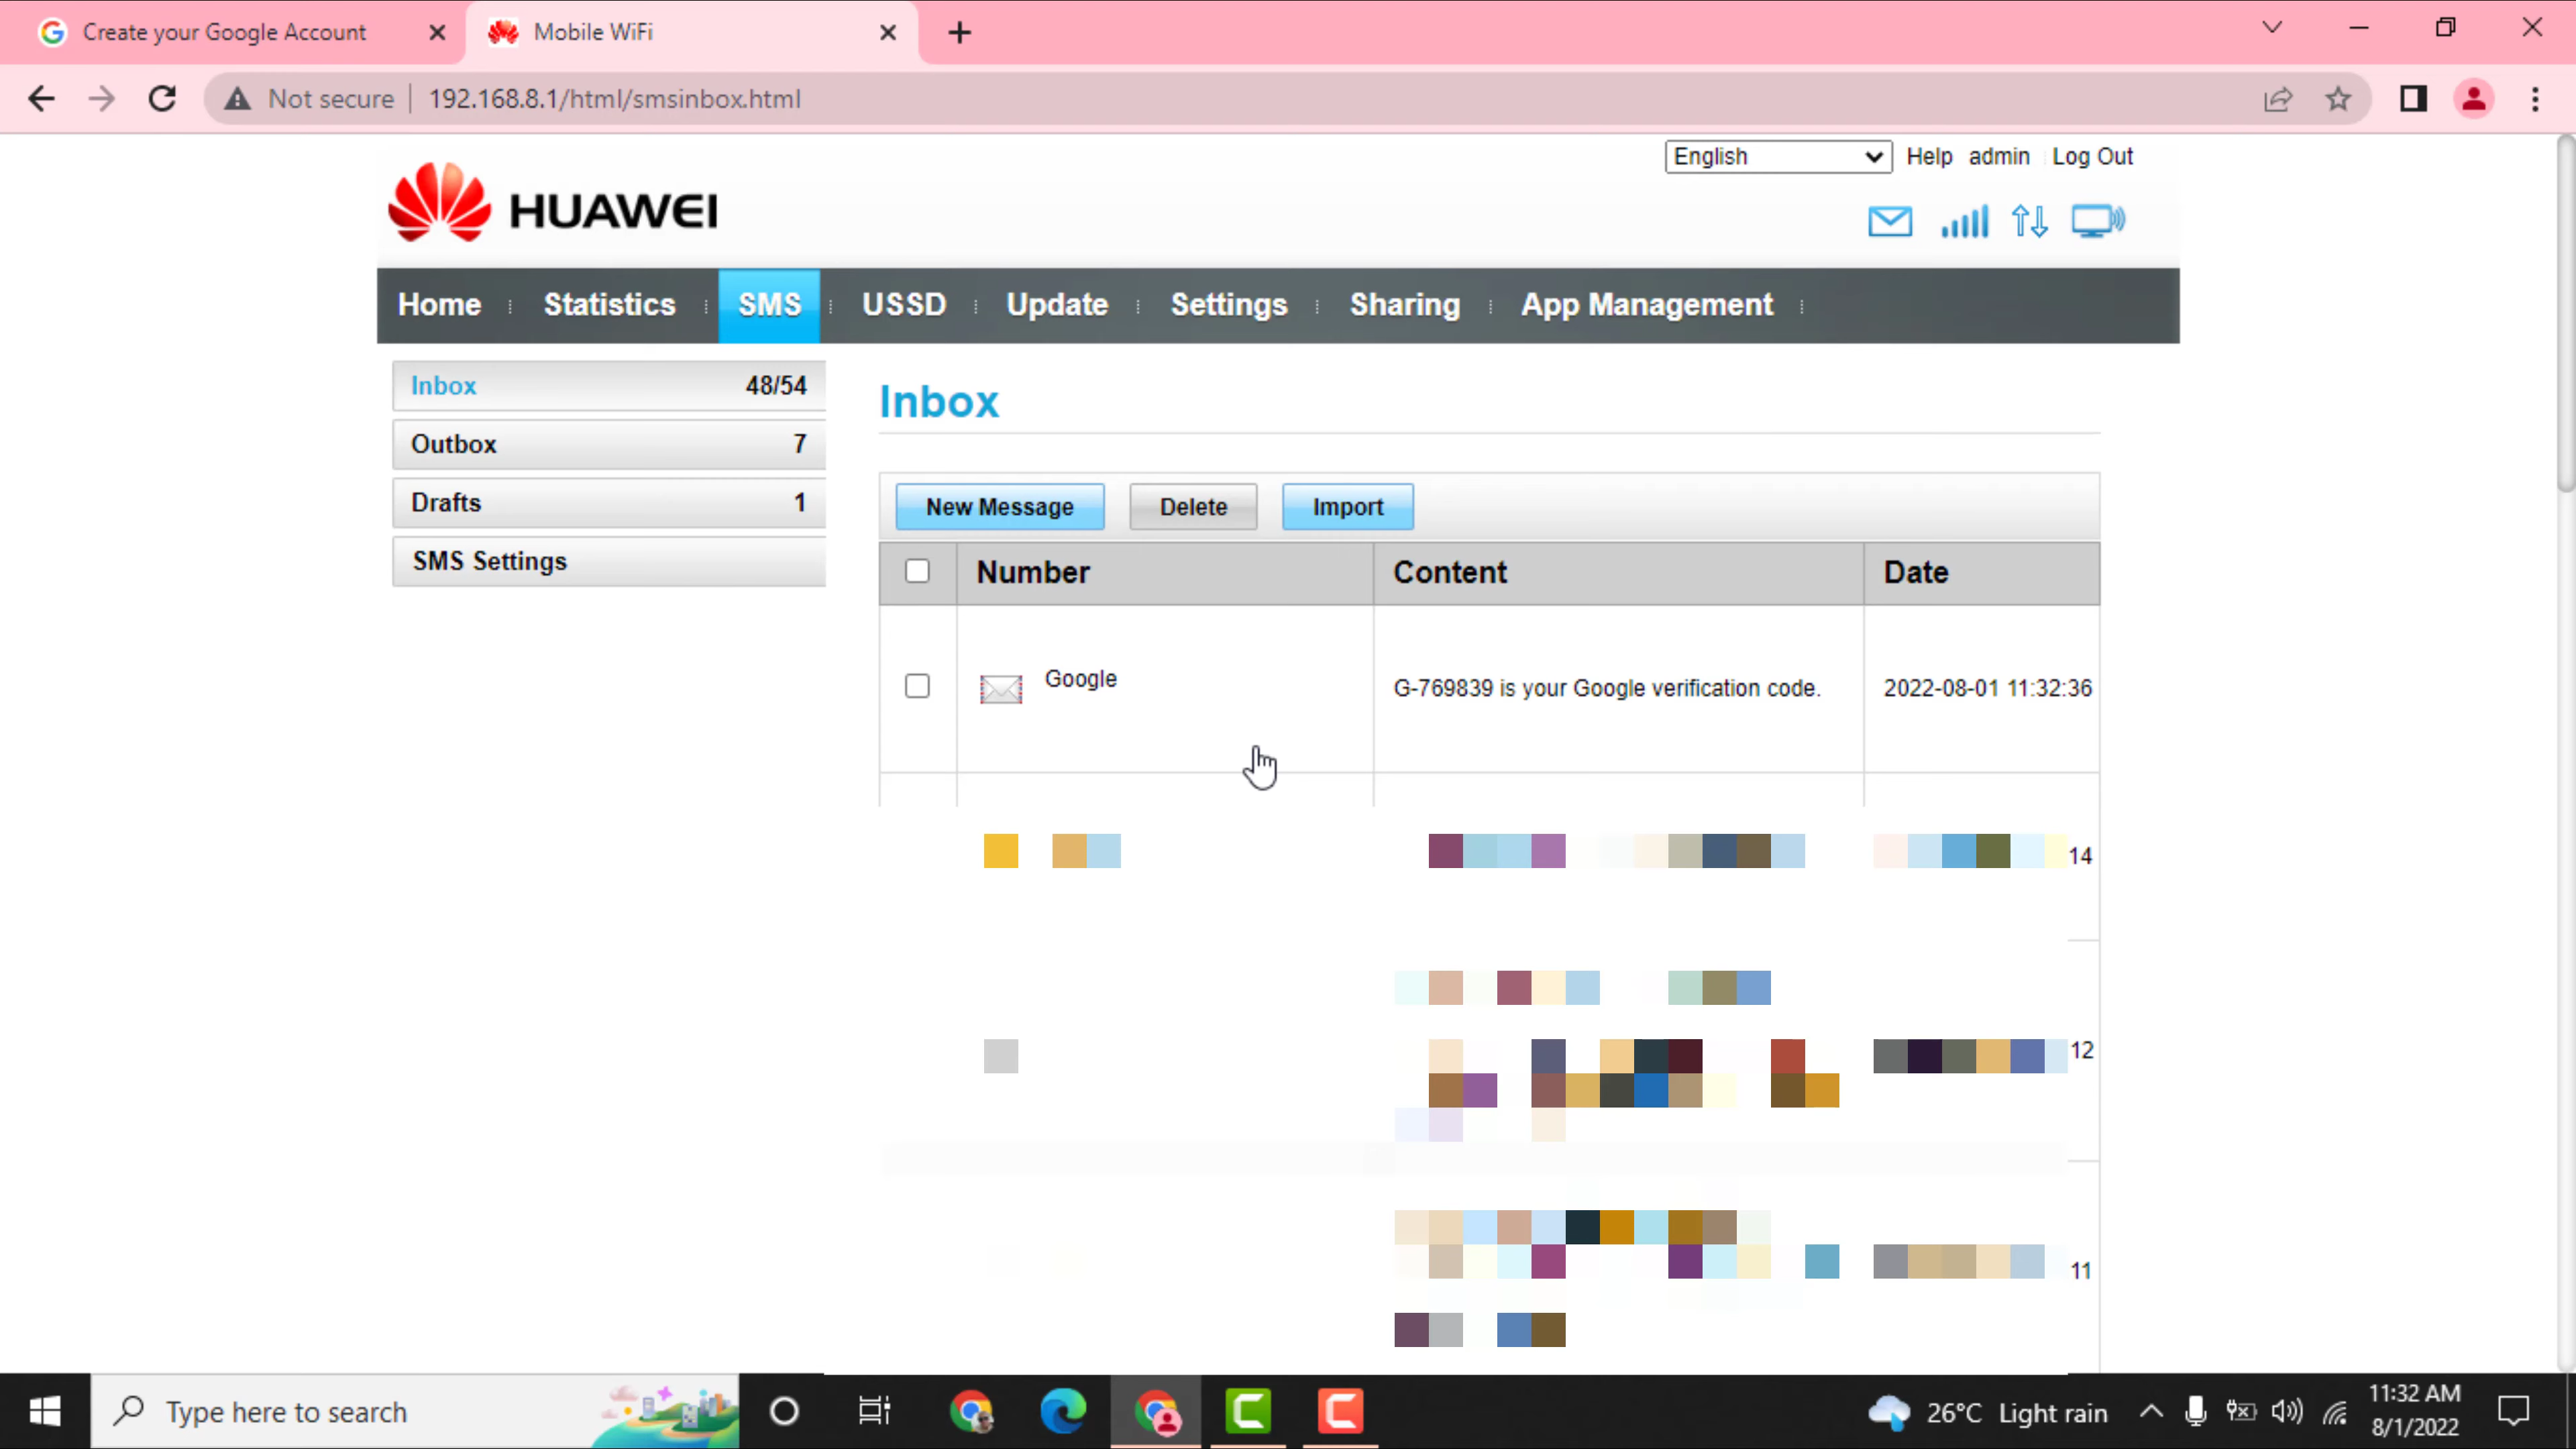 Create your Google Account
Mobile WiFi
Not secure
192.168.8.1/html/smsinbox.html
English
Help admin Log Out
HUAWEI
Home Statistics SMS USSD Update Settings Sharing App Management
Inbox 48/54
Outbox 7
Drafts 1
SMS Settings
Inbox
New Message Delete Import
Number Content Date
Google G-769839 is your Google verification code. 2022-08-01 11:32:36
14
12
11
Type here to search
26°C Light rain
11:32 AM
8/1/2022